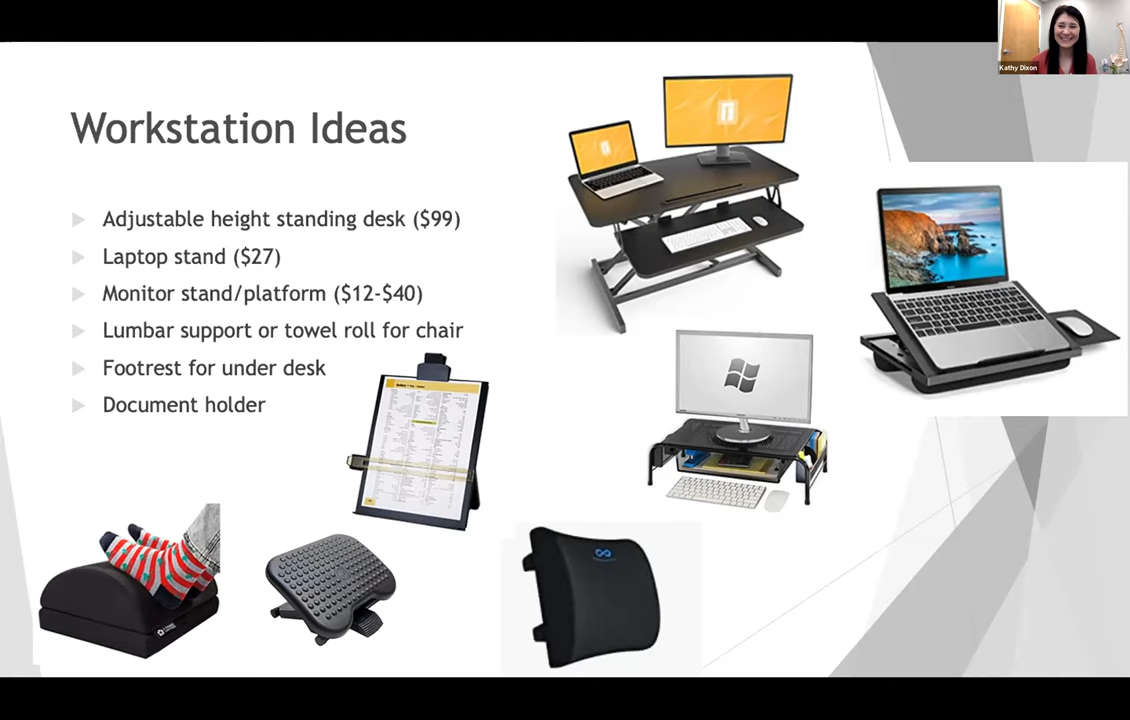 Workstation Ideas
Adjustable height standing desk ($99)
Laptop stand ($27)
Monitor stand/platform ($12-$40)
Lumbar support or towel roll for chair
Footrest for under desk
Document holder
Kathy Dixon